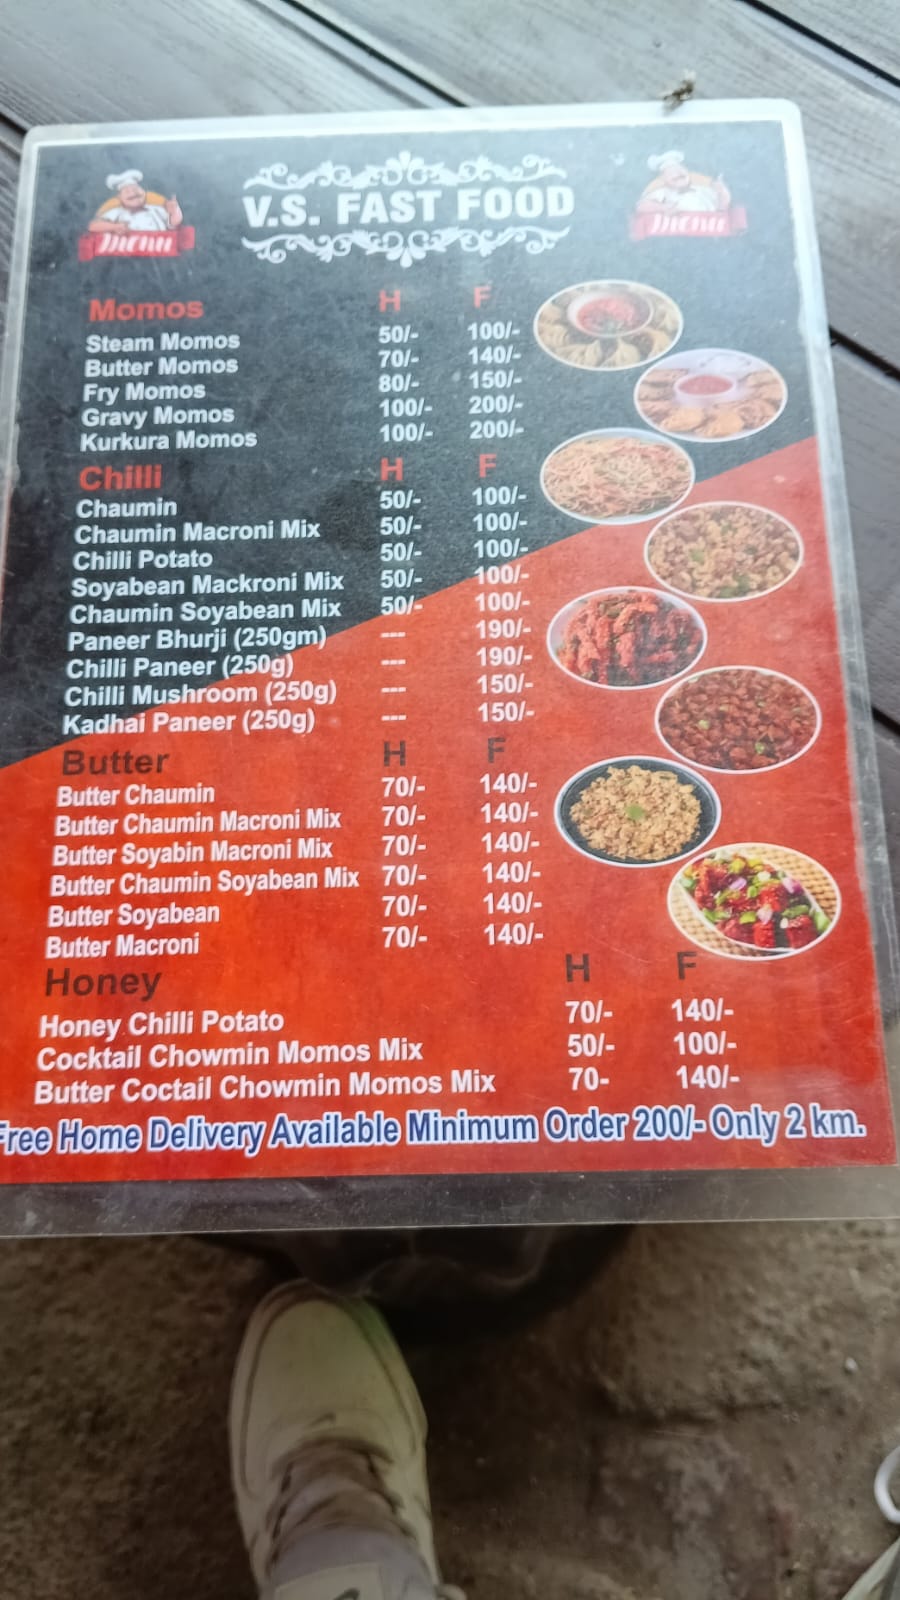 V.S. FAST FOOD
Menu
Menu
Momos H F
Steam Momos 50/- 100/-
Butter Momos 70/- 140/-
Fry Momos 80/- 150/-
Gravy Momos 100/- 200/-
Kurkura Momos 100/- 200/-
Chilli H F
Chaumin 50/- 100/-
Chaumin Macroni Mix 50/- 100/-
Chilli Potato 50/- 100/-
Soyabean Mackroni Mix 50/- 100/-
Chaumin Soyabean Mix 50/- 100/-
Paneer Bhurji (250gm) --- 190/-
Chilli Paneer (250g) --- 190/-
Chilli Mushroom (250g) --- 150/-
Kadhai Paneer (250g) --- 150/-
Butter H F
Butter Chaumin 70/- 140/-
Butter Chaumin Macroni Mix 70/- 140/-
Butter Soyabin Macroni Mix 70/- 140/-
Butter Chaumin Soyabean Mix 70/- 140/-
Butter Soyabean 70/- 140/-
Butter Macroni 70/- 140/-
Honey H F
Honey Chilli Potato 70/- 140/-
Cocktail Chowmin Momos Mix 50/- 100/-
Butter Coctail Chowmin Momos Mix 70- 140/-
Free Home Delivery Available Minimum Order 200/- Only 2 km.